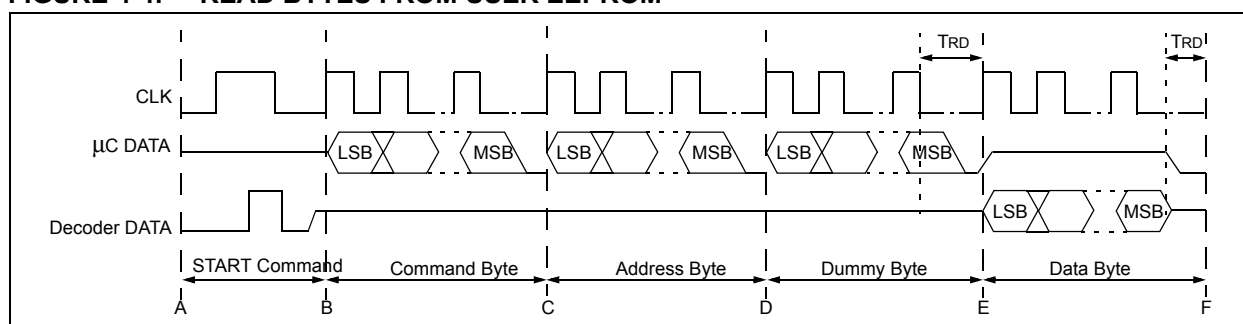 FIGURE 7-4: READ BYTES FROM USER EEPROM
TRD
TRD
CLK
μC DATA
LSB
MSB
LSB
MSB
LSB
MSB
Decoder DATA
LSB
MSB
START Command
Command Byte
Address Byte
Dummy Byte
Data Byte
A
B
C
D
E
F